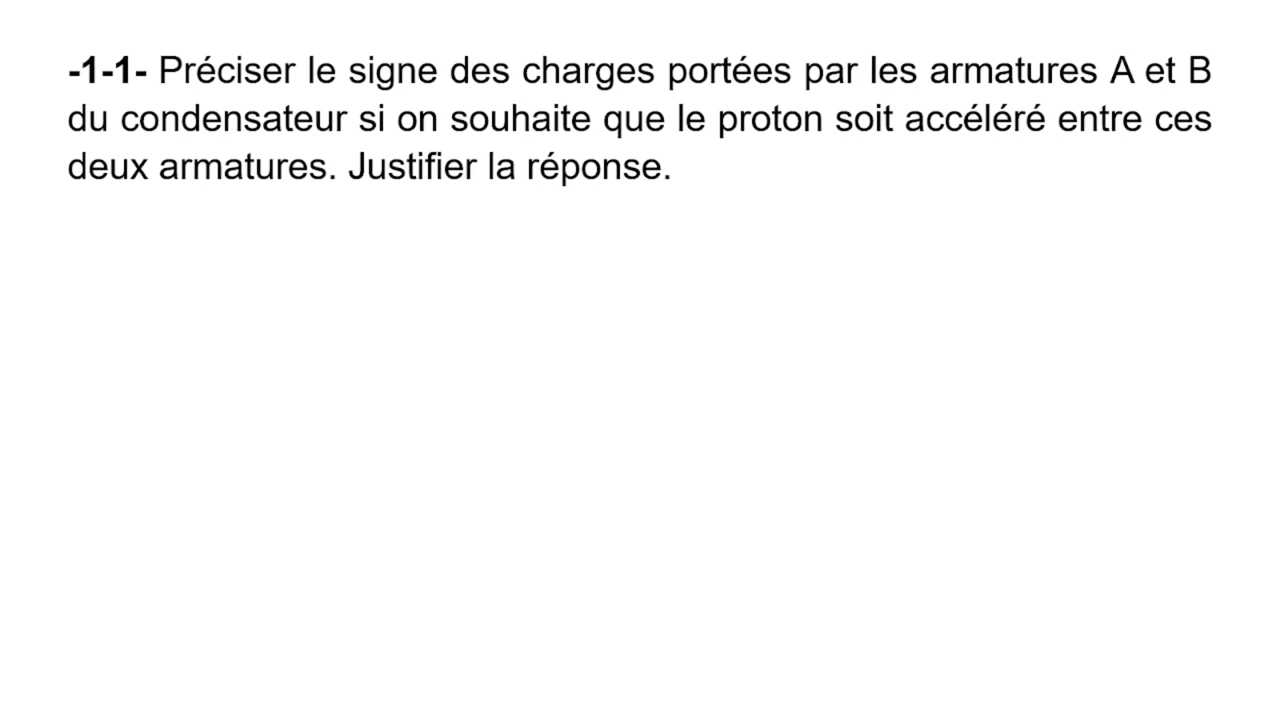 -1-1- Préciser le signe des charges portées par les armatures A et B
du condensateur si on souhaite que le proton soit accéléré entre ces
deux armatures. Justifier la réponse.